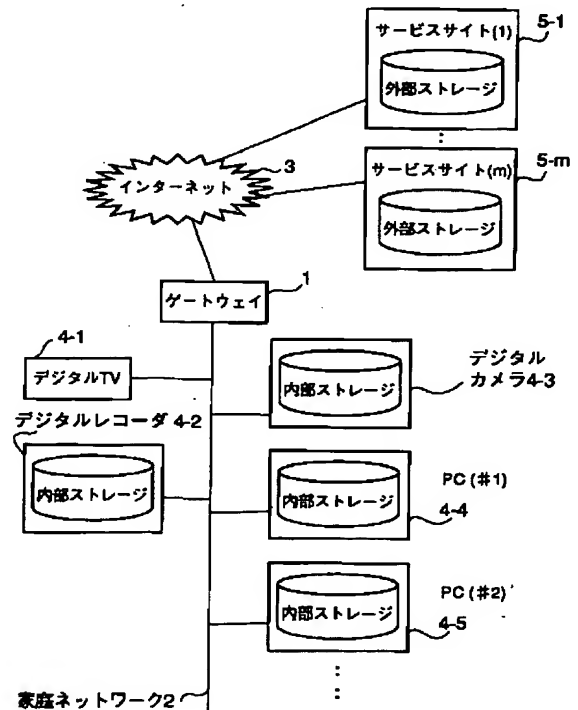 サービスサイト(1)
5-1
外部ストレージ
サービスサイト(m)
5-m
外部ストレージ
3
インターネット
1
ゲートウェイ
4-1
デジタルTV
デジタル
カメラ4-3
内部ストレージ
デジタルレコーダ 4-2
内部ストレージ
PC (#1)
内部ストレージ
4-4
PC (#2)
内部ストレージ
4-5
家庭ネットワーク2